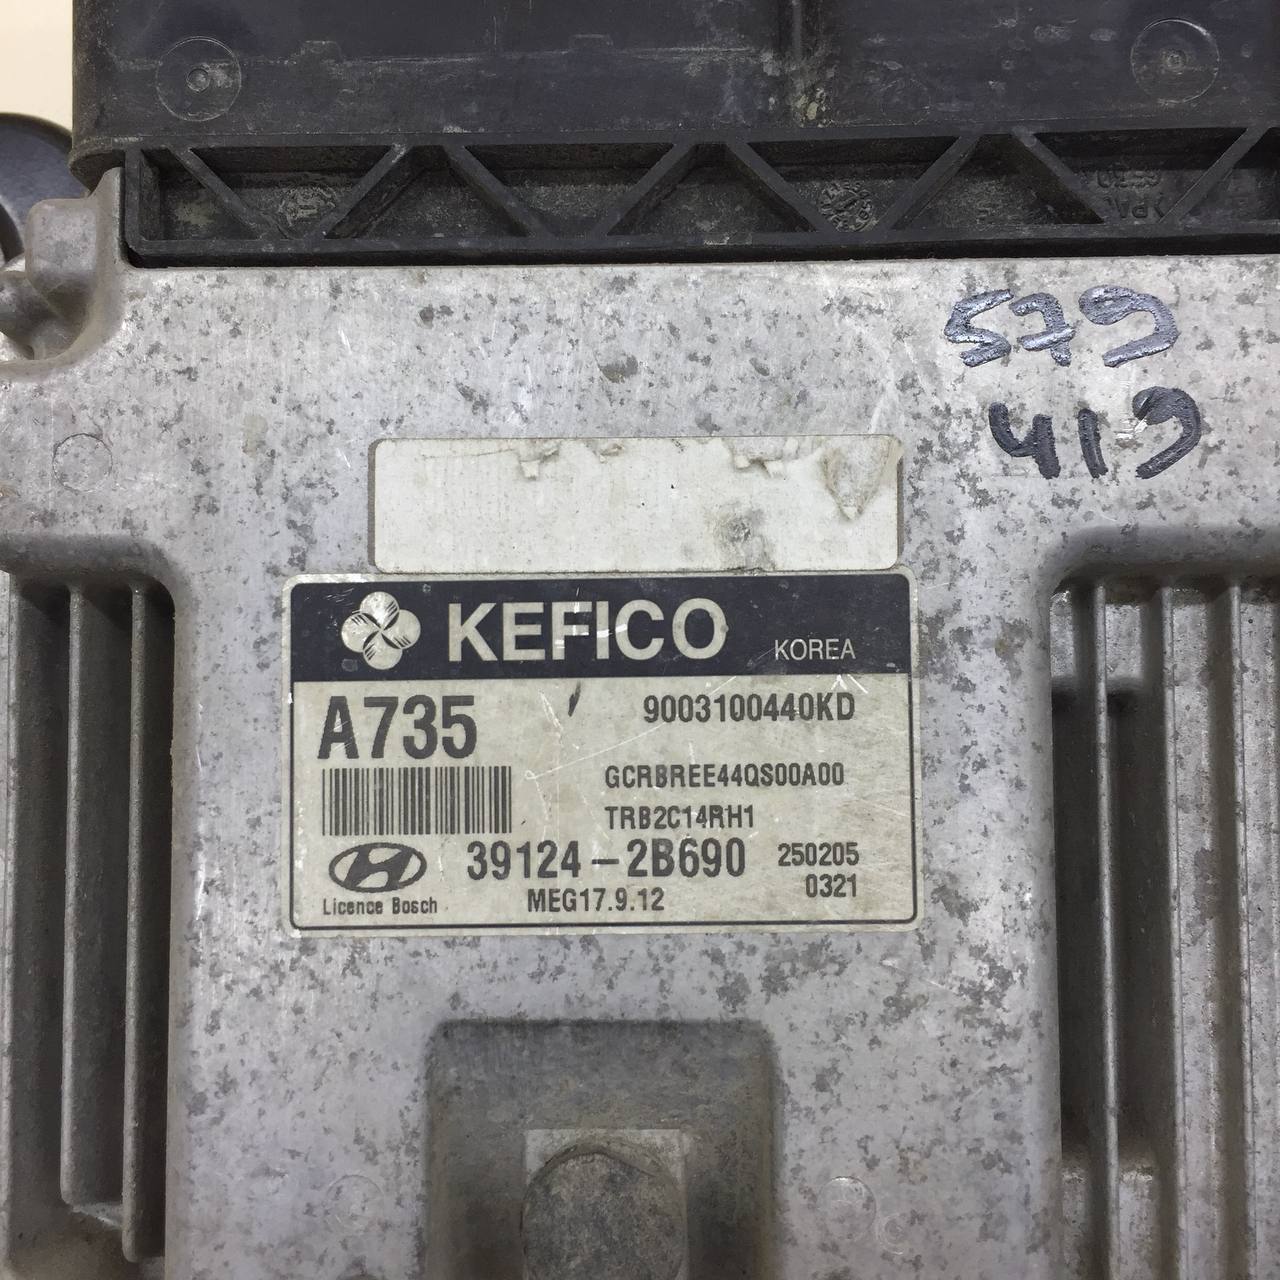 579
419
KEFICO KOREA
A735 9003100440KD
GCRBREE44QS00A00
TRB2C14RH1
39124-2B690 250205
Licence Bosch MEG17.9.12 0321